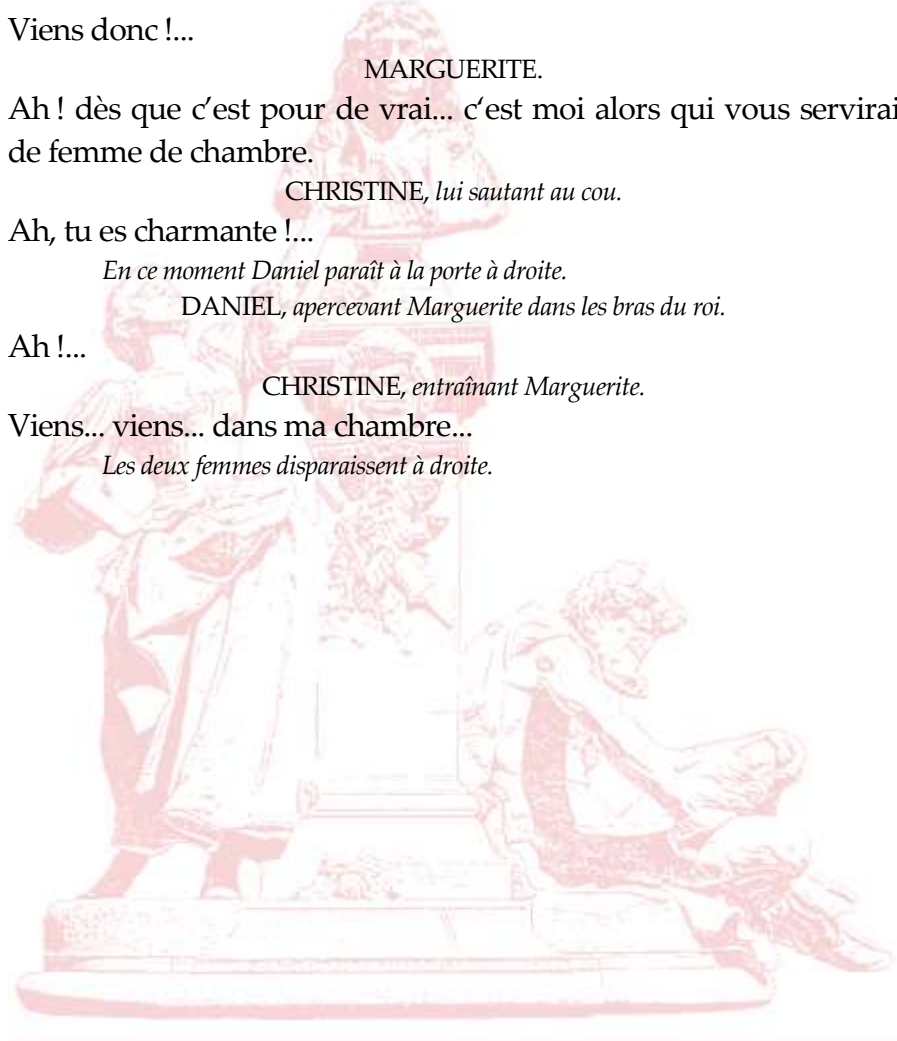 Viens donc !...
MARGUERITE.
Ah ! dès que c’est pour de vrai... c‘est moi alors qui vous servirai
de femme de chambre.
CHRISTINE, lui sautant au cou.
Ah, tu es charmante !...
En ce moment Daniel paraît à la porte à droite.
DANIEL, apercevant Marguerite dans les bras du roi.
Ah !...
CHRISTINE, entraînant Marguerite.
Viens... viens... dans ma chambre...
Les deux femmes disparaissent à droite.